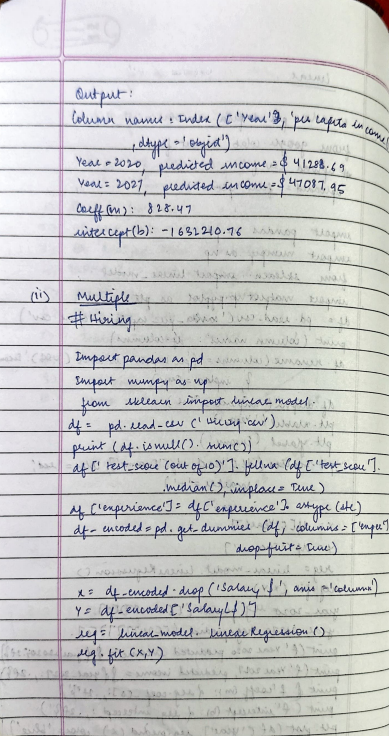 Output:
Column names: Index (['Year'], 'per capita income
, dtype = 'object')
Year = 2020, predicted income = $ 41288.69
Year = 2027, predicted income = $ 47087.95
Coeff (m): 828.47
intercept (b): -1632210.76
(ii) Multiple
# Hiring
Import pandas as pd
Import numpy as np
from sklearn import linear_model.
df = pd.read_csv ('hiring.csv')
print (df.isnull(). sum())
df['test_score (out of 10)']. fillna (df['test_score'].
median(), inplace = True)
df ['experience'] = df['experience']. astype (str)
df_encoded = pd.get_dummies (df, columns = ['exper']
drop_first = True)
x = df_encoded.drop ('Salary $', axis = 'column')
Y = df_encoded['Salary $']
reg = linear_model. LinearRegression ()
reg. fit (X,Y)